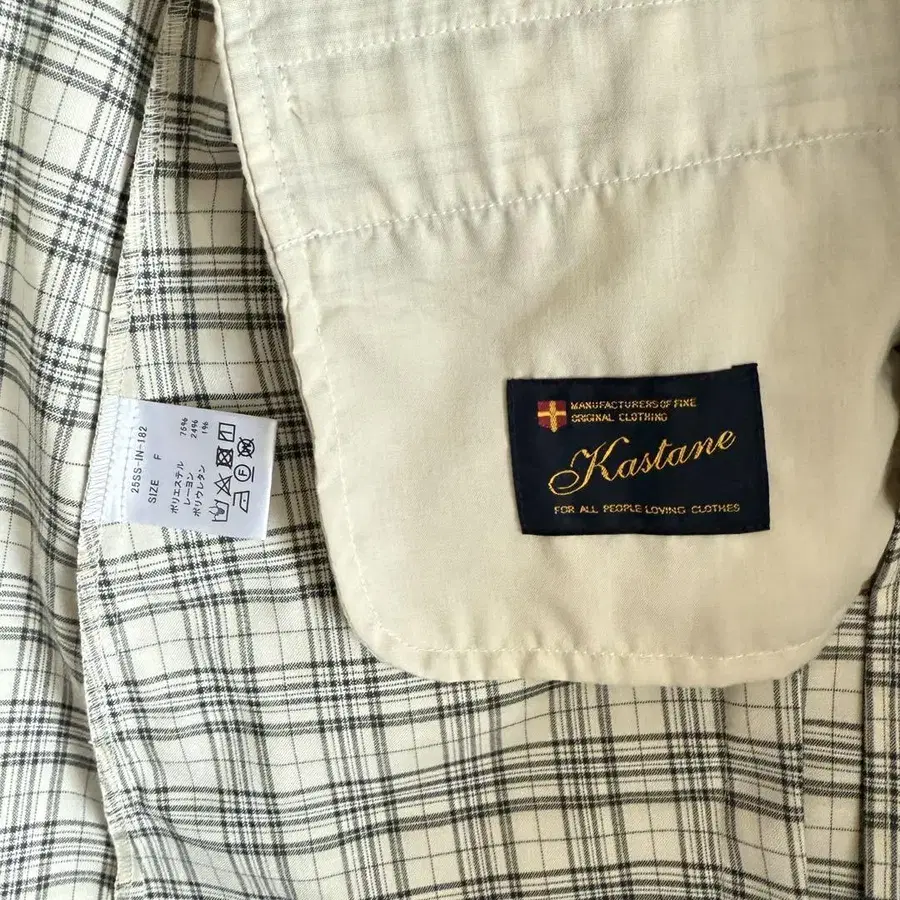 MANUFACTURERS OF FINE
ORIGINAL CLOTHING
Kastane
FOR ALL PEOPLE LOVING CLOTHES
25SS-IN-182
SIZE F
ポリエステル 75%
レーヨン 24%
ポリウレタン 1%
F